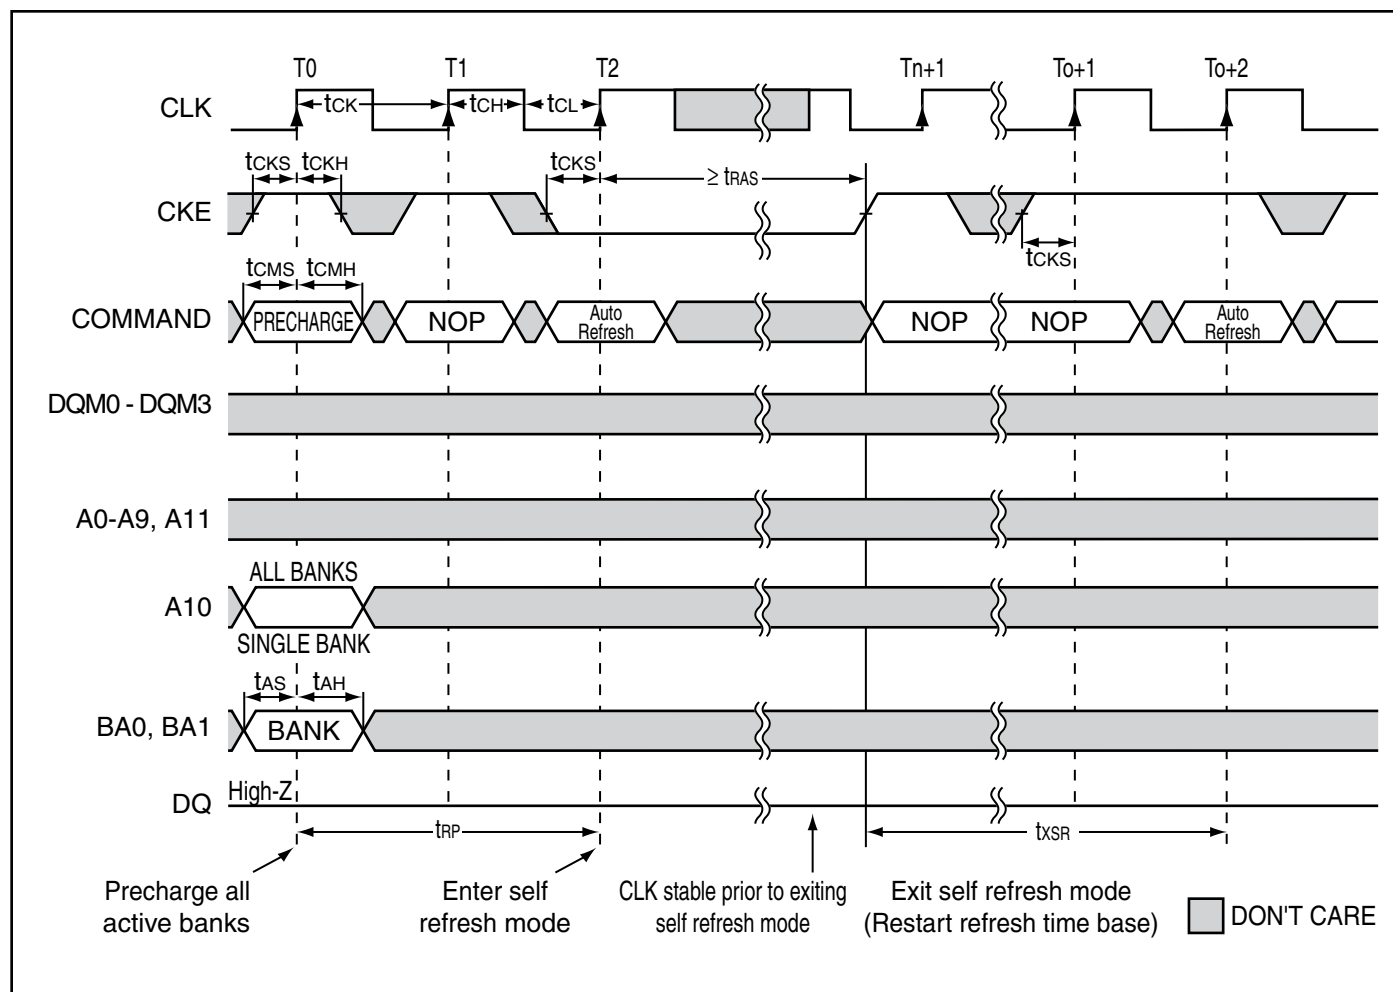 T0 T1 T2 Tn+1 To+1 To+2
CLK tCK tCH tCL
tCKS tCKH tCKS ≥ tRAS
CKE
tCKS
tCMS tCMH
COMMAND PRECHARGE NOP Auto Refresh NOP NOP Auto Refresh
DQM0 - DQM3
A0-A9, A11
ALL BANKS
A10
SINGLE BANK
tAS tAH
BA0, BA1 BANK
High-Z
DQ
tRP tXSR
Precharge all
active banks
Enter self
refresh mode
CLK stable prior to exiting
self refresh mode
Exit self refresh mode
(Restart refresh time base)
DON'T CARE